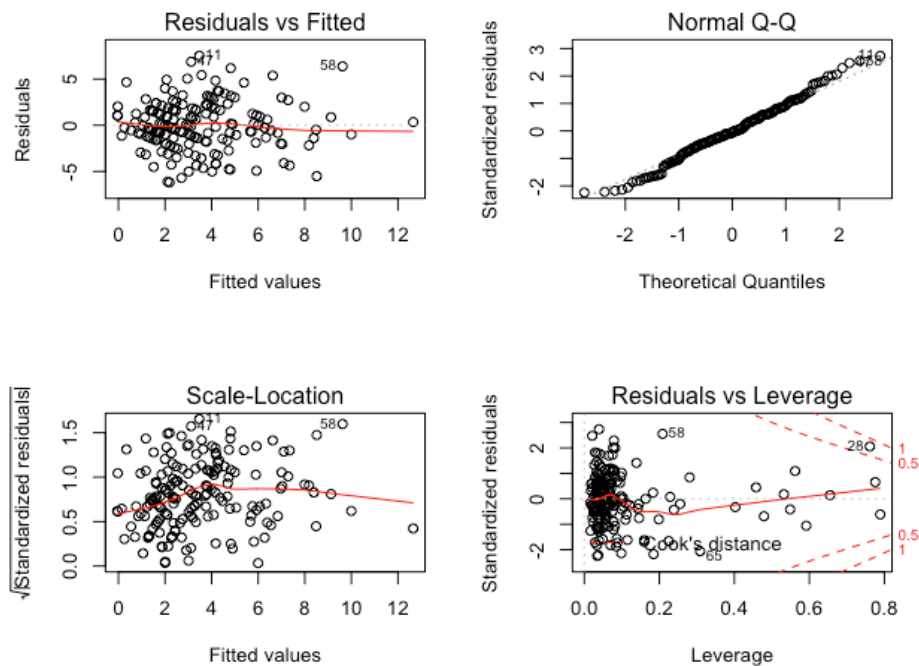 Residuals vs Fitted
Residuals
5
0
-5
11
47
58
0 2 4 6 8 10 12
Fitted values
Normal Q-Q
Standardized residuals
3
2
1
0
-2
11
58
-2 -1 0 1 2
Theoretical Quantiles
Scale-Location
√|Standardized residuals|
1.5
1.0
0.5
0.0
11
47
58
0 2 4 6 8 10 12
Fitted values
Residuals vs Leverage
Standardized residuals
2
0
-2
58
28
65
Cook's distance
1
0.5
0.5
1
0.0 0.2 0.4 0.6 0.8
Leverage